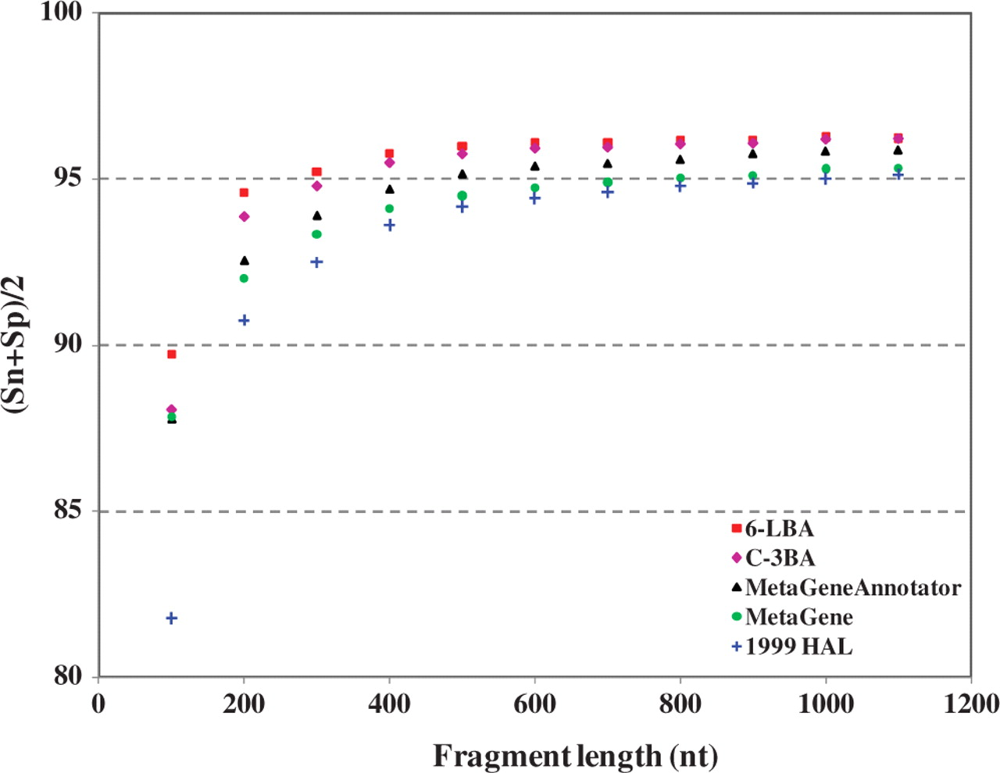 100
95
90
85
80
(Sn+Sp)/2
6-LBA
C-3BA
MetaGeneAnnotator
MetaGene
1999 HAL
0 200 400 600 800 1000 1200
Fragment length (nt)